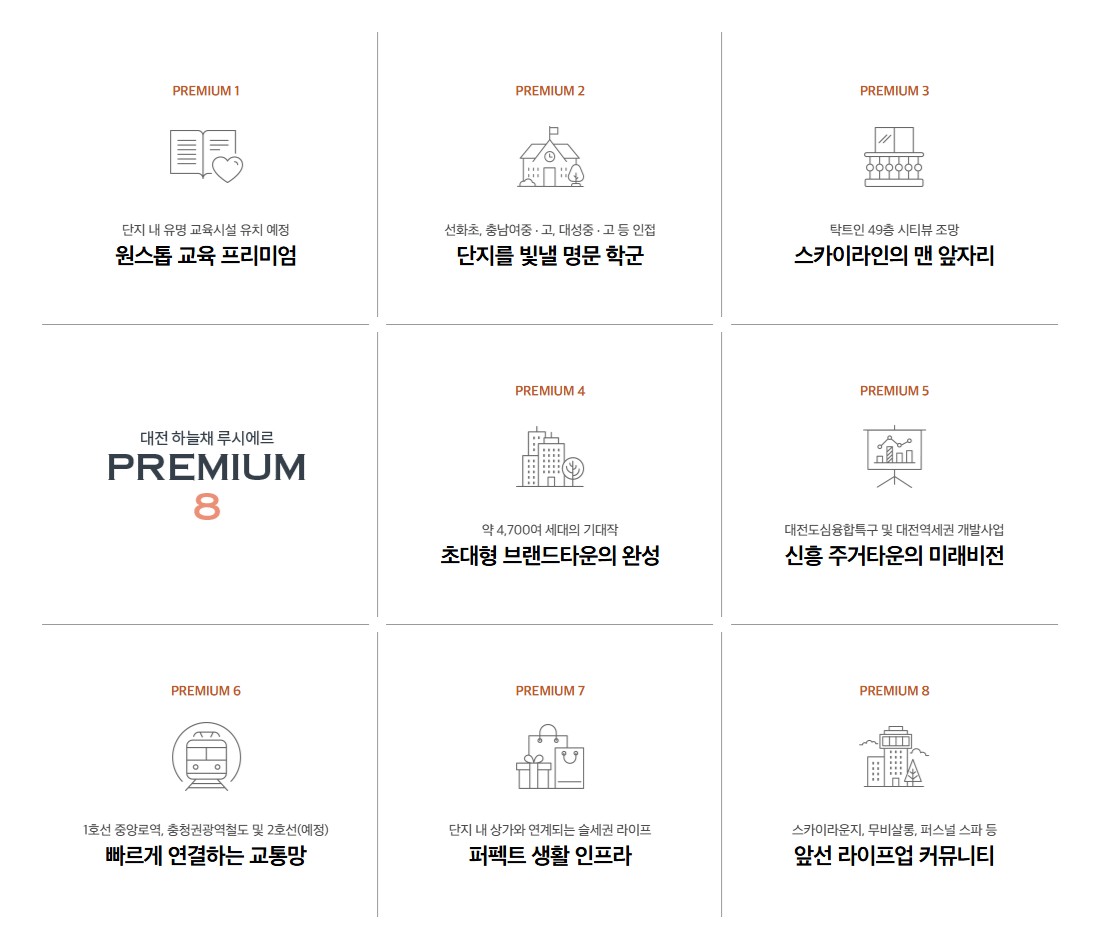 PREMIUM 1
단지 내 유명 교육시설 유치 예정
원스톱 교육 프리미엄
PREMIUM 2
선화초, 충남여중 · 고, 대성중 · 고 등 인접
단지를 빛낼 명문 학군
PREMIUM 3
탁트인 49층 시티뷰 조망
스카이라인의 맨 앞자리
대전 하늘채 루시에르
PREMIUM
8
PREMIUM 4
약 4,700여 세대의 기대작
초대형 브랜드타운의 완성
PREMIUM 5
대전도심융합특구 및 대전역세권 개발사업
신흥 주거타운의 미래비전
PREMIUM 6
1호선 중앙로역, 충청권광역철도 및 2호선(예정)
빠르게 연결하는 교통망
PREMIUM 7
단지 내 상가와 연계되는 슬세권 라이프
퍼펙트 생활 인프라
PREMIUM 8
스카이라운지, 무비살롱, 퍼스널 스파 등
앞선 라이프업 커뮤니티